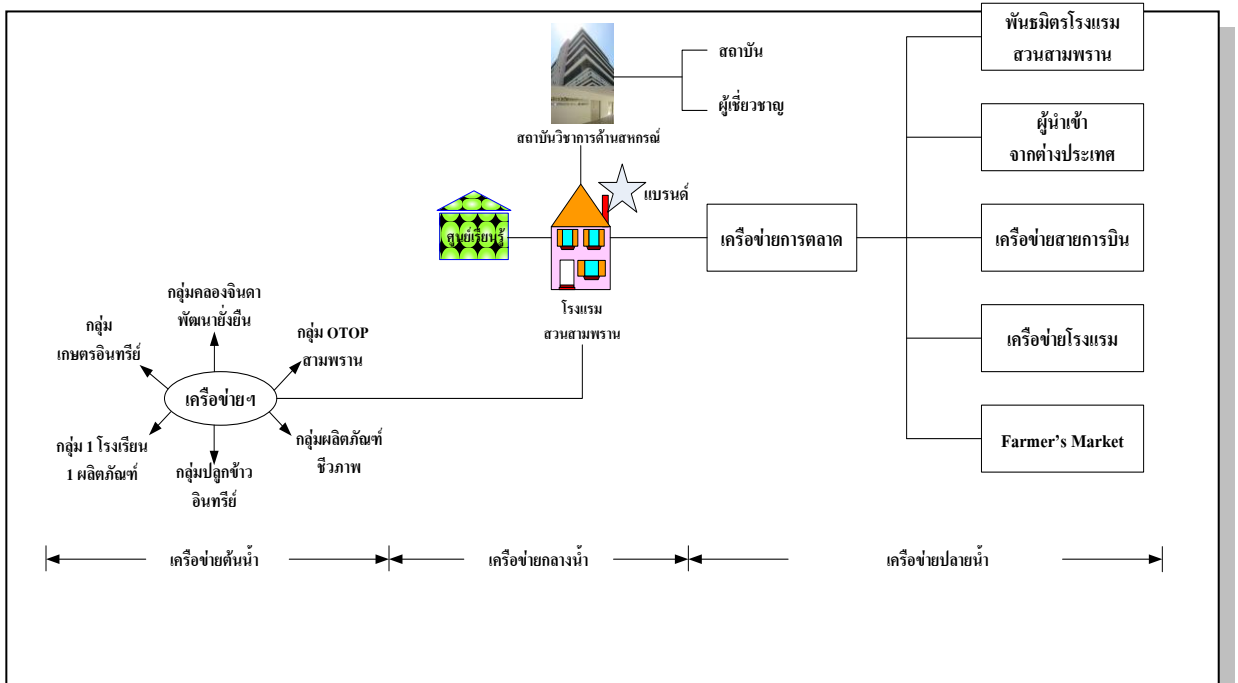 พันธมิตรโรงแรม
สวนสามพราน
สถาบัน
ผู้เชี่ยวชาญ
สถาบันวิชาการด้านสหกรณ์
ผู้นำเข้า
จากต่างประเทศ
แบรนด์
ศูนย์เรียนรู้
เครือข่ายการตลาด
เครือข่ายสายการบิน
โรงแรม
สวนสามพราน
เครือข่ายโรงแรม
Farmer's Market
กลุ่มคลองจินดา
พัฒนายั่งยืน
กลุ่ม
เกษตรอินทรีย์
กลุ่ม OTOP
สามพราน
เครือข่ายฯ
กลุ่ม 1 โรงเรียน
1 ผลิตภัณฑ์
กลุ่มปลูกข้าว
อินทรีย์
กลุ่มผลิตภัณฑ์
ชีวภาพ
เครือข่ายต้นน้ำ
เครือข่ายกลางน้ำ
เครือข่ายปลายน้ำ